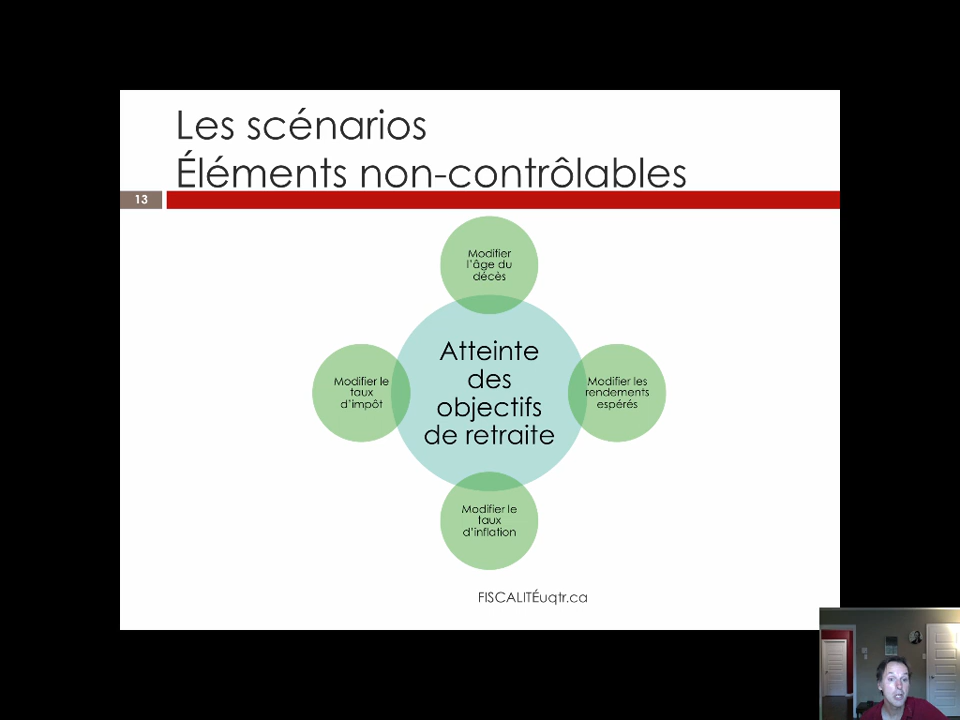 Les scénarios
Éléments non-contrôlables
13
Modifier
l'âge du
décès
Atteinte
des
objectifs
de retraite
Modifier le
taux
d'impôt
Modifier les
rendements
espérés
Modifier le
taux
d'inflation
FISCALITÉuqtr.ca